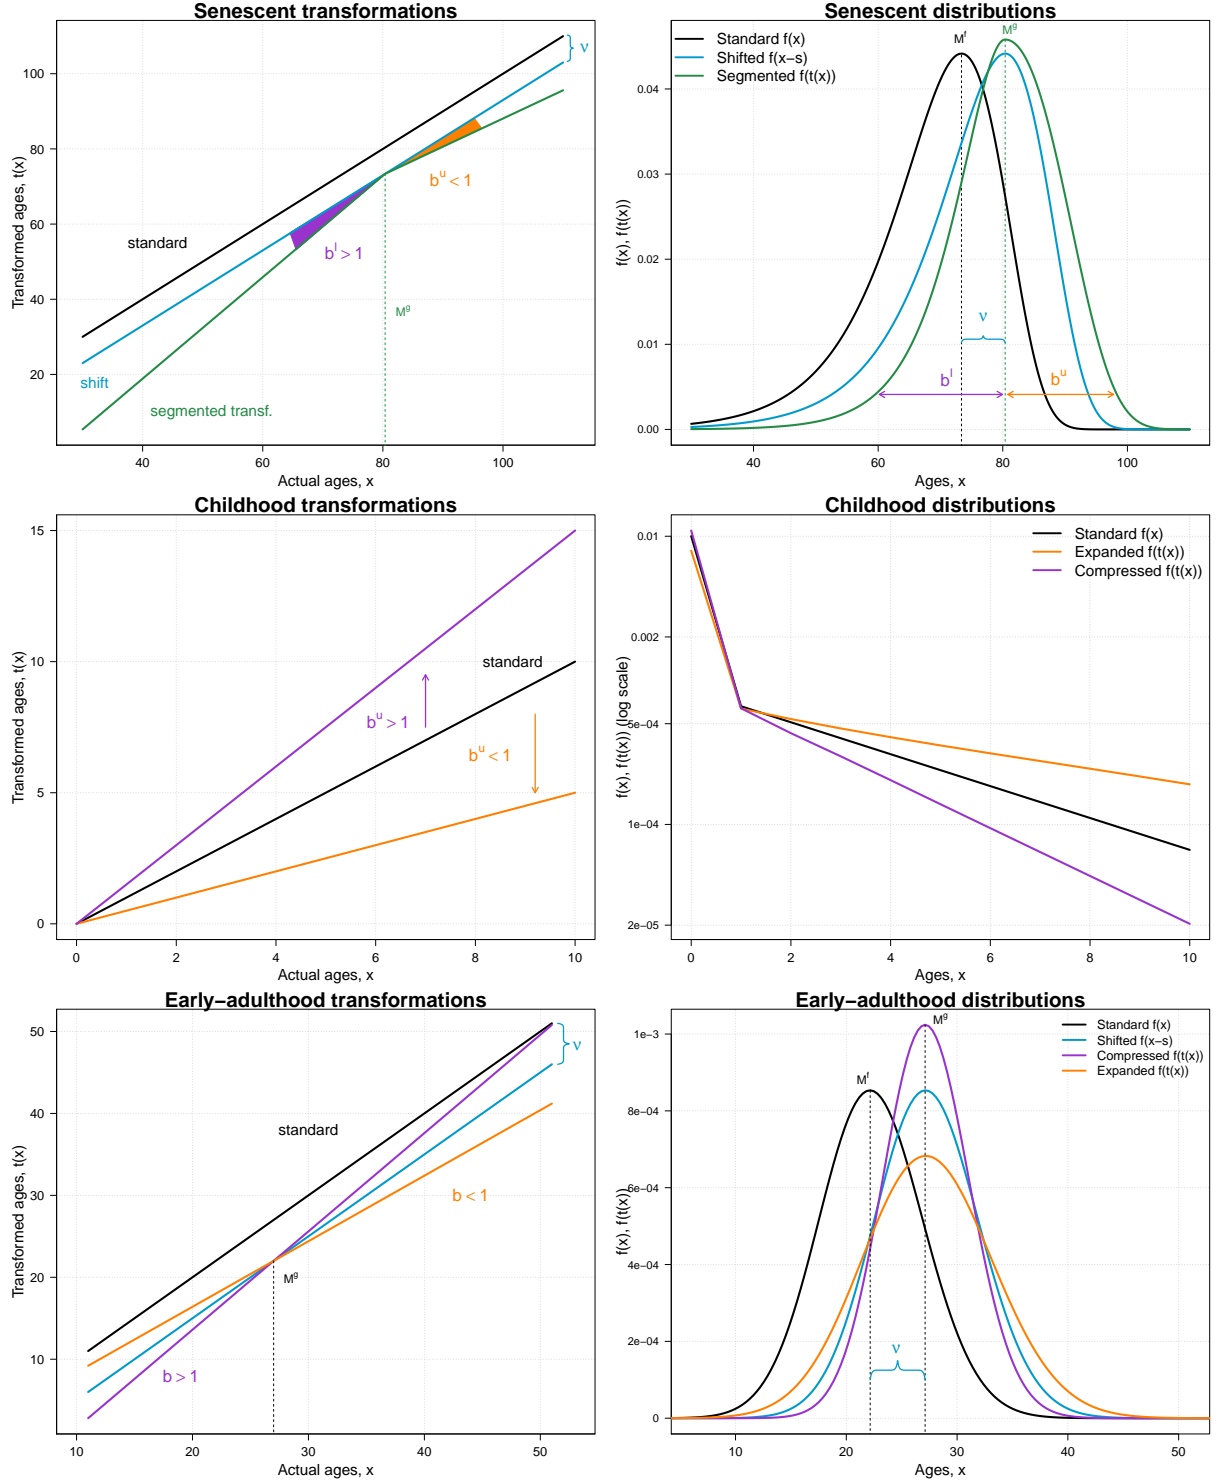 Senescent transformations
Transformed ages, t(x)
100
80
60
40
20
40
60
80
100
Actual ages, x
standard
shift
segmented transf.
b^l > 1
b^u < 1
M^g
ν
Senescent distributions
f(x), f(t(x))
0.04
0.03
0.02
0.01
0.00
40
60
80
100
Ages, x
Standard f(x)
Shifted f(x−s)
Segmented f(t(x))
M^f
M^g
ν
b^l
b^u
Childhood transformations
Transformed ages, t(x)
15
10
5
0
0
2
4
6
8
10
Actual ages, x
standard
b^u > 1
b^u < 1
Childhood distributions
f(x), f(t(x)) (log scale)
0.01
0.002
5e−04
1e−04
2e−05
0
2
4
6
8
10
Ages, x
Standard f(x)
Expanded f(t(x))
Compressed f(t(x))
Early−adulthood transformations
Transformed ages, t(x)
50
40
30
20
10
10
20
30
40
50
Actual ages, x
standard
ν
b < 1
M^g
b > 1
Early−adulthood distributions
f(x), f(t(x))
1e−3
8e−04
6e−04
4e−04
2e−04
0
10
20
30
40
50
Ages, x
Standard f(x)
Shifted f(x−s)
Compressed f(t(x))
Expanded f(t(x))
M^f
M^g
ν